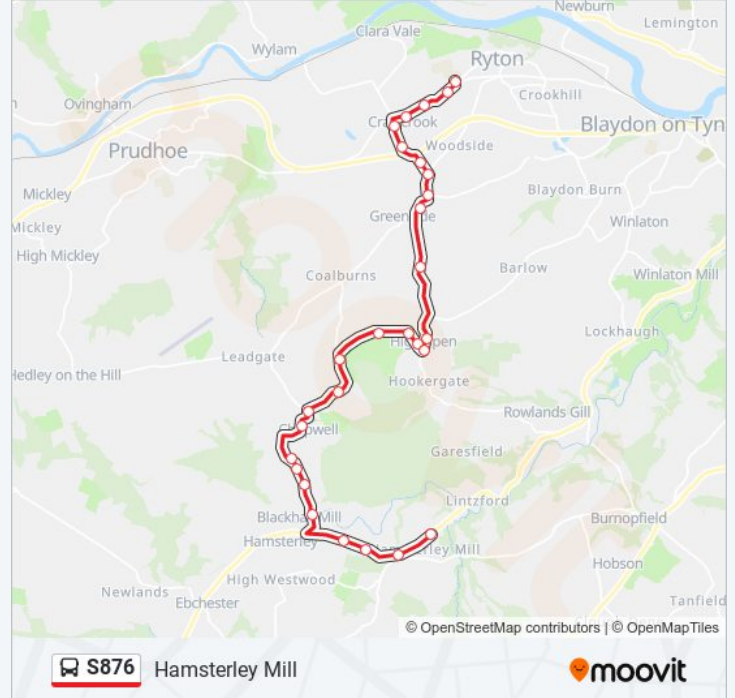 Newburn
Lemington
Clara Vale
Wylam
Ryton
Crookhill
Ovingham
Blaydon on Tyn
Prudhoe
Woodside
Mickley
Blaydon Burn
Mickley
Winlaton
High Mickley
Barlow
Winlaton Mill
Coalburns
Lockhaugh
Leadgate
Hedley on the Hill
Hookergate
Rowlands Gill
Garesfield
Lintzford
Burnopfield
Hamsterley
Hobson
High Westwood
Newlands
Ebchester
Tanfield
© OpenStreetMap contributors | © OpenMapTiles
S876 Hamsterley Mill
moovit